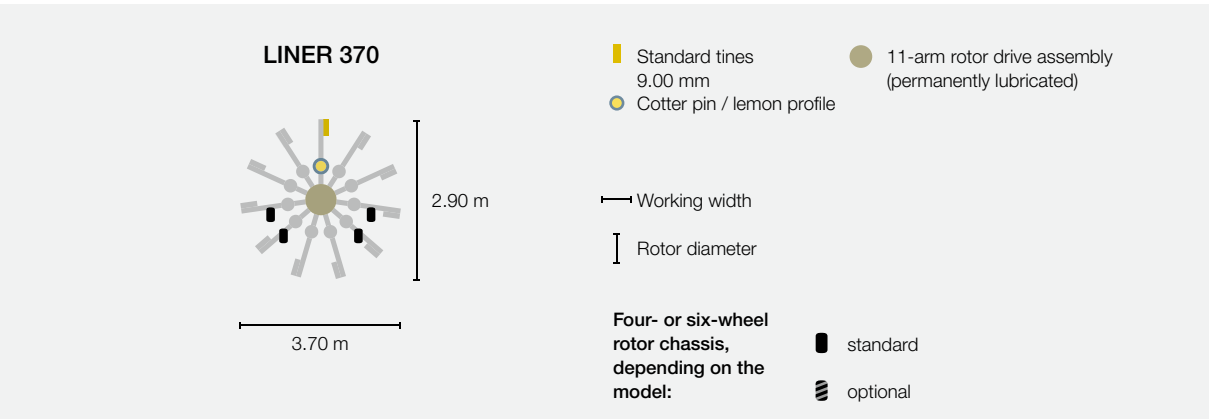 LINER 370
2.90 m
3.70 m
Standard tines
9.00 mm
Cotter pin / lemon profile
11-arm rotor drive assembly
(permanently lubricated)
Working width
Rotor diameter
Four- or six-wheel
rotor chassis,
depending on the
model:
standard
optional